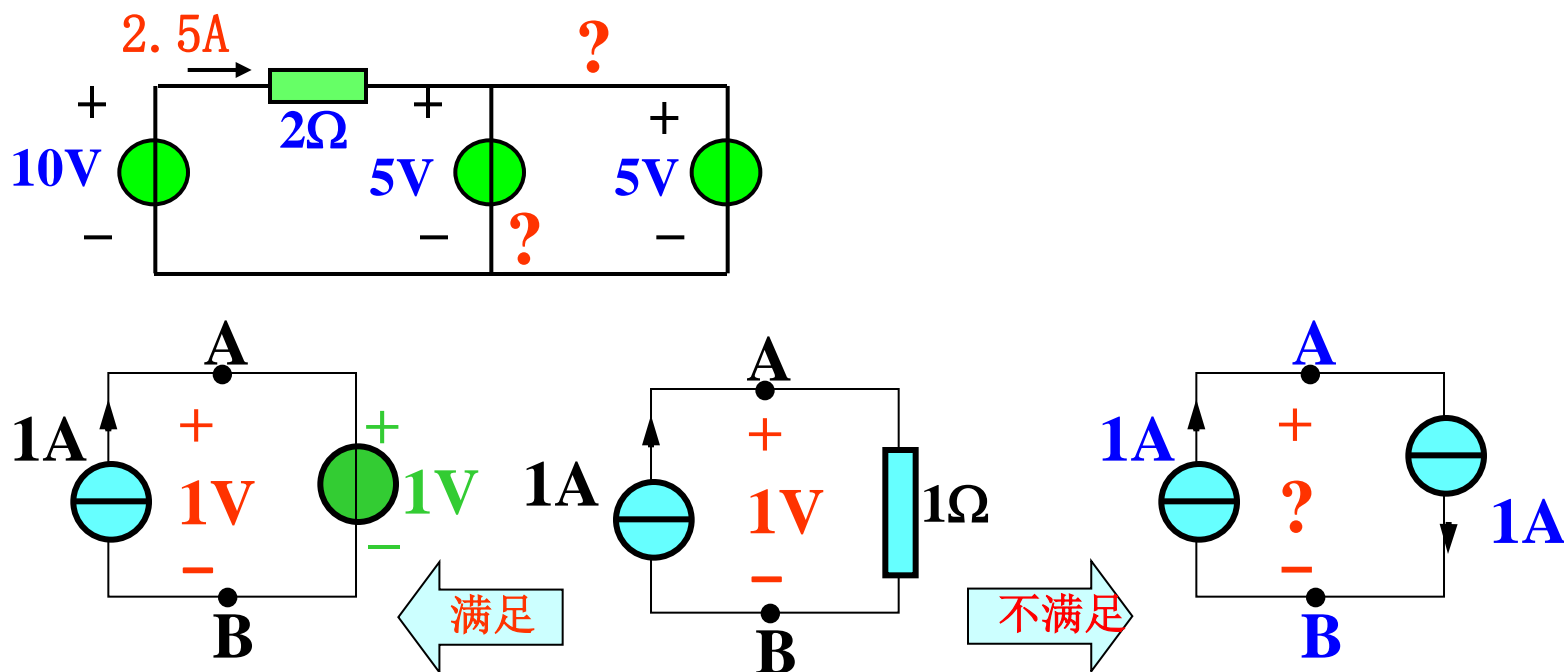 2.5A
?
+ + +
2Ω
10V 5V 5V
− − −
?
A A A
+ + + +
1A 1V 1V
1A 1V 1Ω
1A ? 1A
− − − −
满足 不满足
B B B